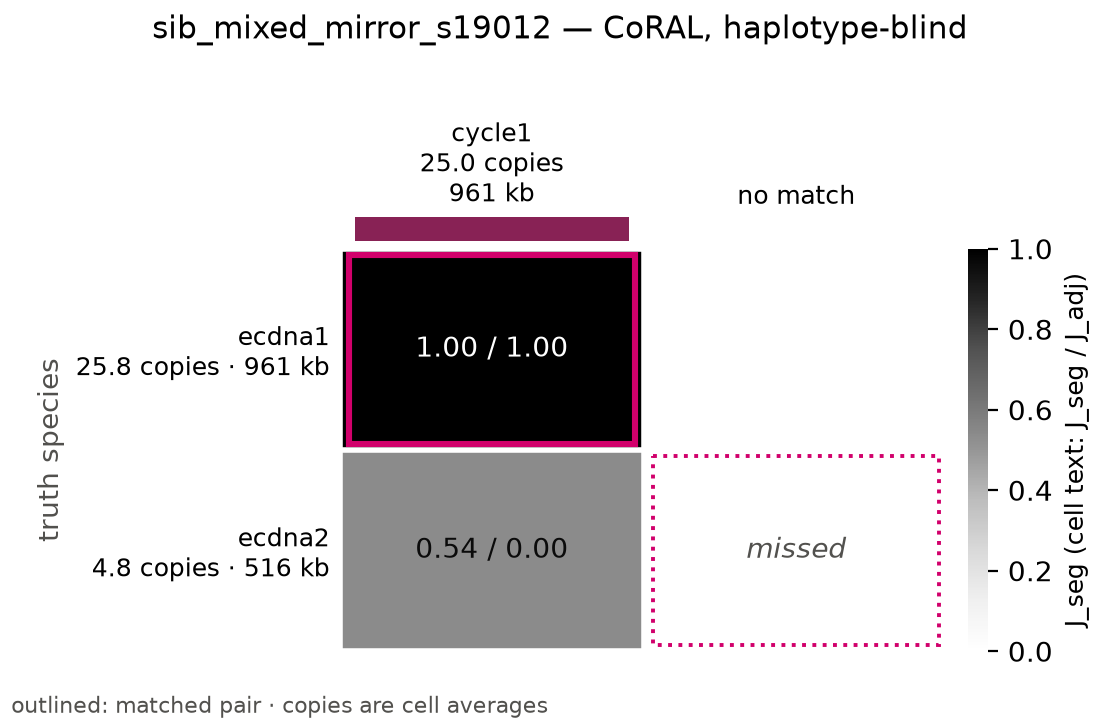 sib_mixed_mirror_s19012 — CoRAL, haplotype-blind
cycle1
25.0 copies
961 kb
no match
truth species
ecdna1
25.8 copies · 961 kb
1.00 / 1.00
ecdna2
4.8 copies · 516 kb
0.54 / 0.00
missed
1.0
0.8
0.6
0.4
0.2
0.0
J_seg (cell text: J_seg / J_adj)
outlined: matched pair · copies are cell averages